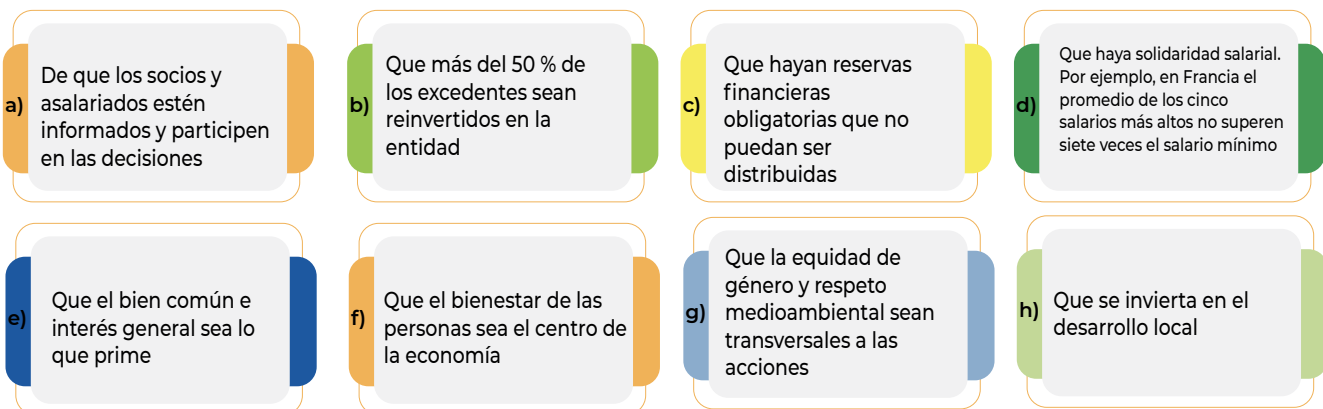 a)
De que los socios y
asalariados estén
informados y participen
en las decisiones
b)
Que más del 50 % de
los excedentes sean
reinvertidos en la
entidad
c)
Que hayan reservas
financieras
obligatorias que no
puedan ser
distribuidas
d)
Que haya solidaridad salarial.
Por ejemplo, en Francia el
promedio de los cinco
salarios más altos no superen
siete veces el salario mínimo
e)
Que el bien común e
interés general sea lo
que prime
f)
Que el bienestar de las
personas sea el centro de
la economía
g)
Que la equidad de
género y respeto
medioambiental sean
transversales a las
acciones
h)
Que se invierta en el
desarrollo local